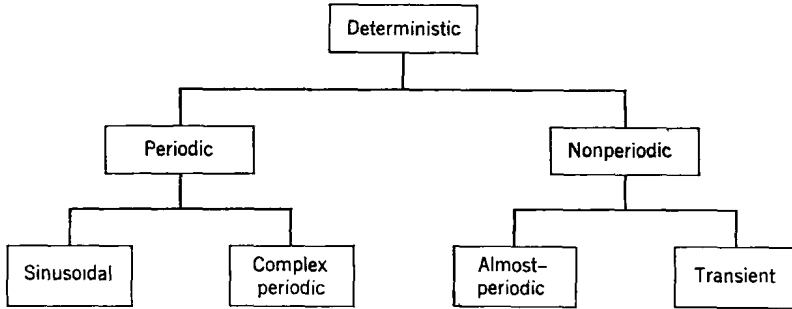 Deterministic
Periodic
Nonperiodic
Sinusoidal
Complex
periodic
Almost-
periodic
Transient